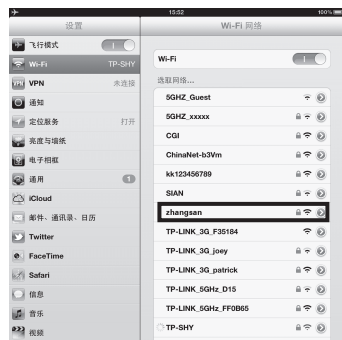 15:52
100%
设置
Wi-Fi 网络
飞行模式
Wi-Fi TP-SHY
VPN 未连接
通知
定位服务 打开
亮度与墙纸
电子相框
通用 1
iCloud
邮件、通讯录、日历
Twitter
FaceTime
Safari
信息
音乐
视频
Wi-Fi
选取网络...
5GHZ_Guest
5GHZ_xxxxx
CGI
ChinaNet-b3Vm
kk123456789
SIAN
zhangsan
TP-LINK_3G_F35184
TP-LINK_3G_joey
TP-LINK_3G_patrick
TP-LINK_5GHz_D15
TP-LINK_5GHz_FF0B65
TP-SHY